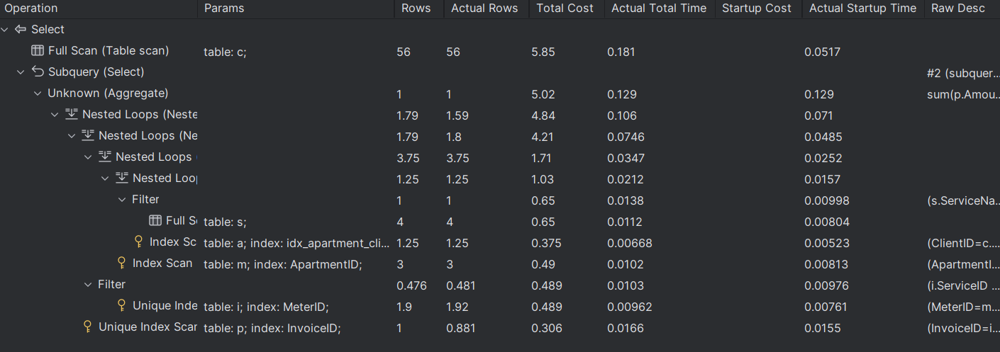 Operation Params Rows Actual Rows Total Cost Actual Total Time Startup Cost Actual Startup Time Raw Desc
Select
Full Scan (Table scan) table: c; 56 56 5.85 0.181 0.0517
Subquery (Select) #2 (subquer...
Unknown (Aggregate) 1 1 5.02 0.129 0.129 sum(p.Amou...
Nested Loops (Neste 1.79 1.59 4.84 0.106 0.071
Nested Loops (Ne 1.79 1.8 4.21 0.0746 0.0485
Nested Loops ( 3.75 3.75 1.71 0.0347 0.0252
Nested Loop 1.25 1.25 1.03 0.0212 0.0157
Filter 1 1 0.65 0.0138 0.00998 (s.ServiceNa...
Full Sc table: s; 4 4 0.65 0.0112 0.00804
Index Sc table: a; index: idx_apartment_cli... 1.25 1.25 0.375 0.00668 0.00523 (ClientID=c....
Index Scan table: m; index: ApartmentID; 3 3 0.49 0.0102 0.00813 (ApartmentI...
Filter 0.476 0.481 0.489 0.0103 0.00976 (i.ServiceID ...
Unique Inde table: i; index: MeterID; 1.9 1.92 0.489 0.00962 0.00761 (MeterID=m...
Unique Index Scan table: p; index: InvoiceID; 1 0.881 0.306 0.0166 0.0155 (InvoiceID=i...